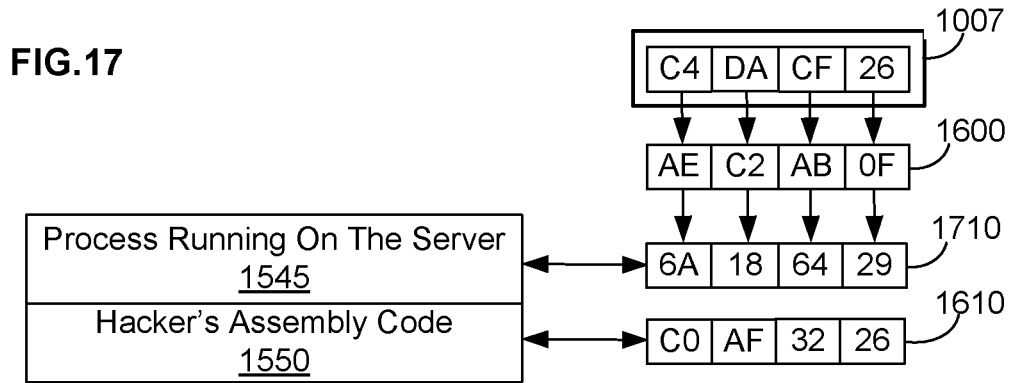 1007
FIG.17
C4 DA CF 26
1600
AE C2 AB 0F
Process Running On The Server
1545
1710
6A 18 64 29
Hacker's Assembly Code
1550
1610
C0 AF 32 26